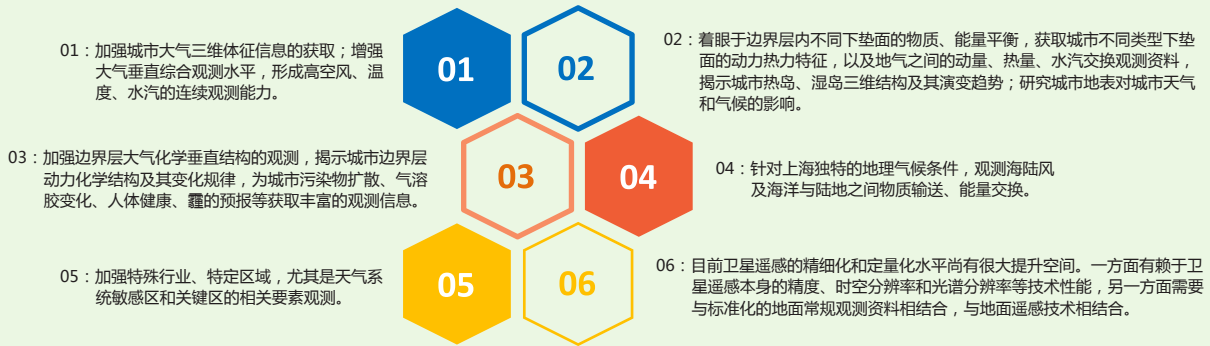 01：加强城市大气三维体征信息的获取；增强
大气垂直综合观测水平，形成高空风、温
度、水汽的连续观测能力。
01
02
02：着眼于边界层内不同下垫面的物质、能量平衡，获取城市不同类型下垫
面的动力热力特征，以及地气之间的动量、热量、水汽交换观测资料，
揭示城市热岛、湿岛三维结构及其演变趋势；研究城市地表对城市天气
和气候的影响。
03：加强边界层大气化学垂直结构的观测，揭示城市边界层
动力化学结构及其变化规律，为城市污染物扩散、气溶
胶变化、人体健康、霾的预报等获取丰富的观测信息。
03
04
04：针对上海独特的地理气候条件，观测海陆风
及海洋与陆地之间物质输送、能量交换。
05：加强特殊行业、特定区域，尤其是天气系
统敏感区和关键区的相关要素观测。
05
06
06：目前卫星遥感的精细化和定量化水平尚有很大提升空间。一方面有赖于卫
星遥感本身的精度、时空分辨率和光谱分辨率等技术性能，另一方面需要
与标准化的地面常规观测资料相结合，与地面遥感技术相结合。